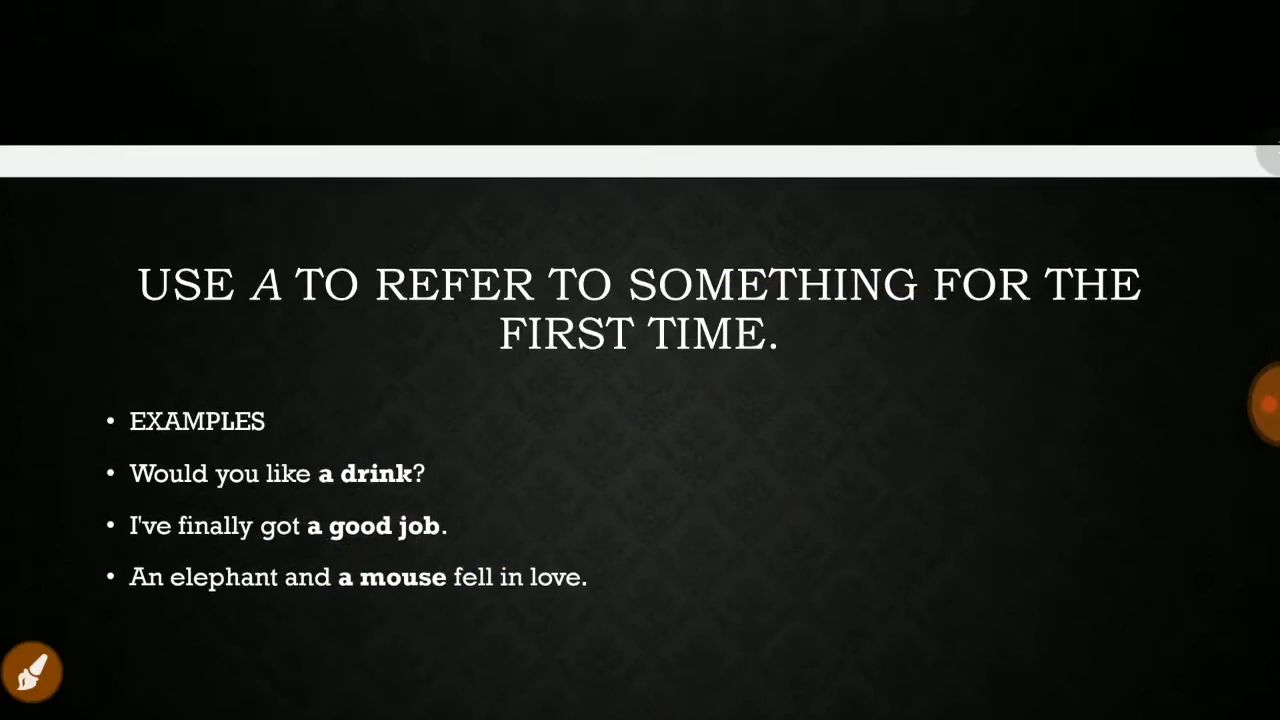 USE A TO REFER TO SOMETHING FOR THE
FIRST TIME.
• EXAMPLES
• Would you like a drink?
• I've finally got a good job.
• An elephant and a mouse fell in love.